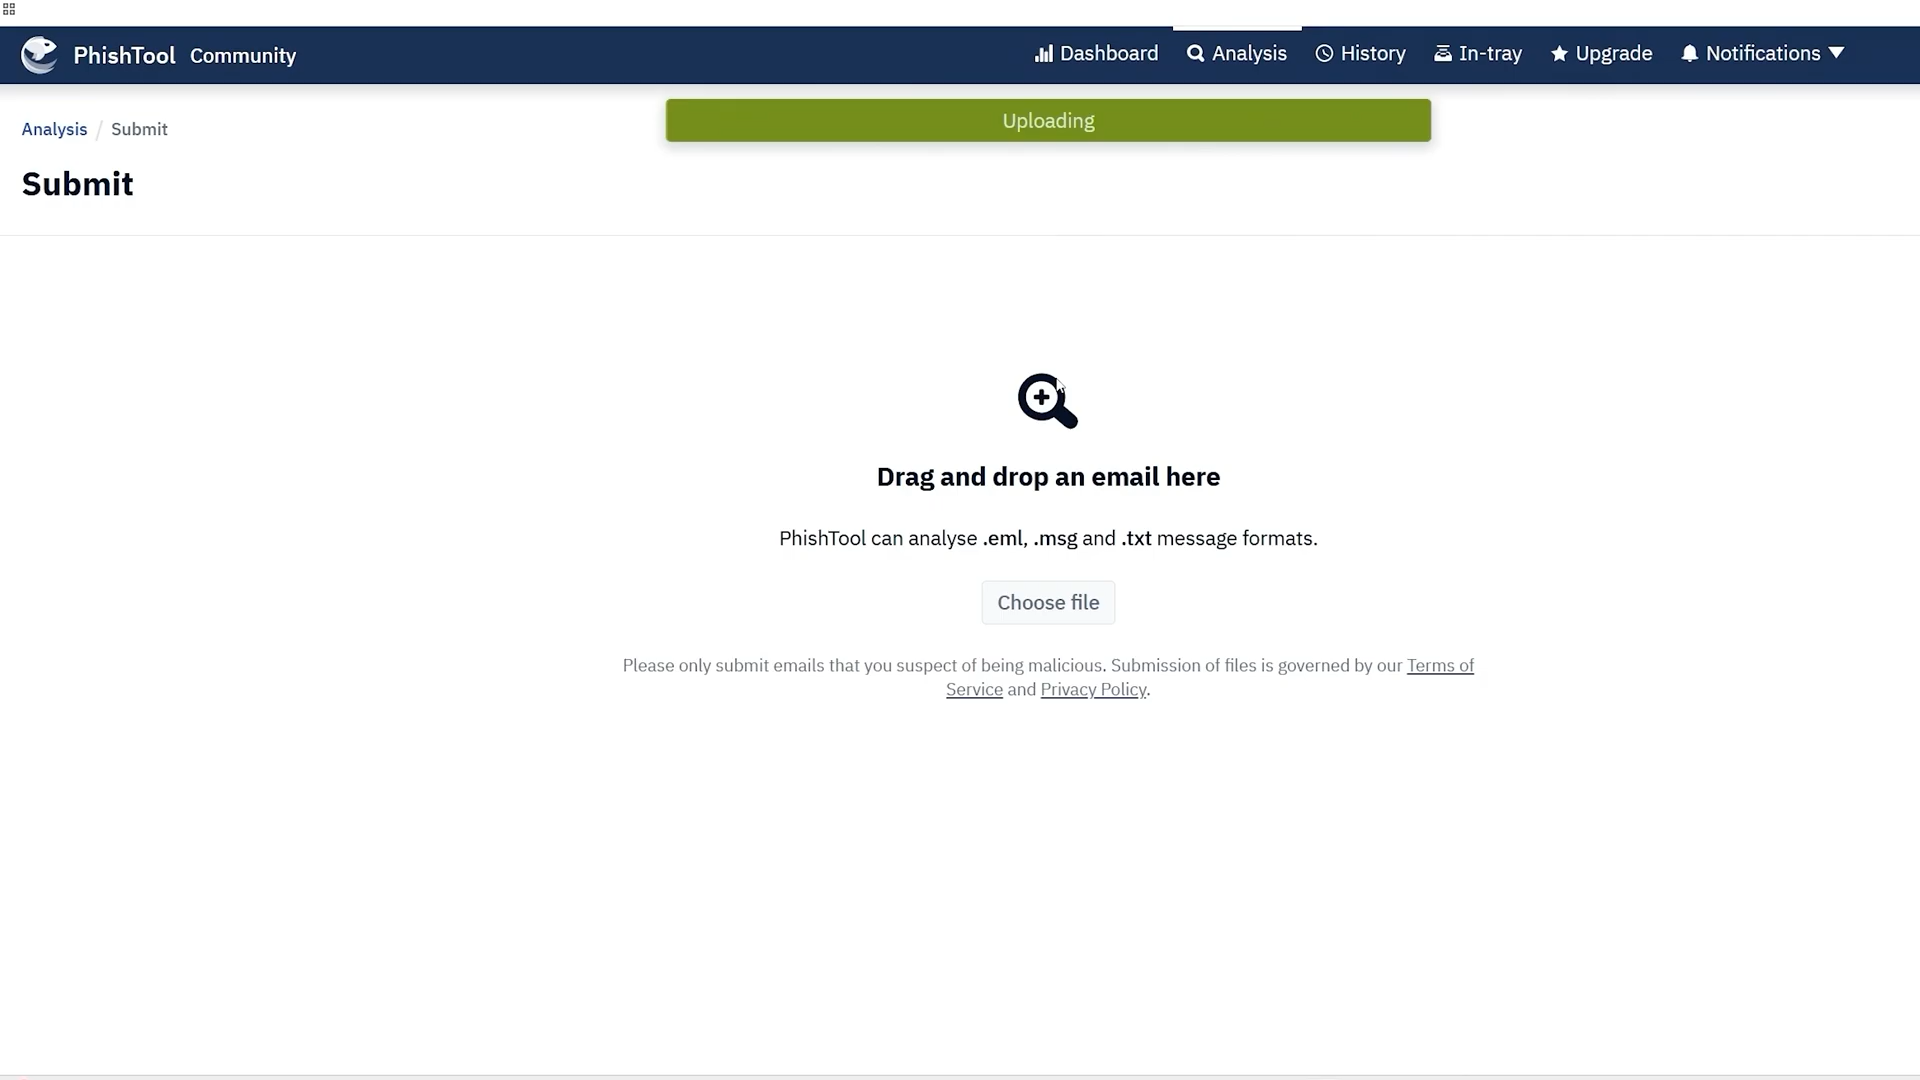 PhishTool Community
Dashboard Analysis History In-tray Upgrade Notifications
Uploading
Analysis / Submit
Submit
Drag and drop an email here
PhishTool can analyse .eml, .msg and .txt message formats.
Choose file
Please only submit emails that you suspect of being malicious. Submission of files is governed by our Terms of
Service and Privacy Policy.